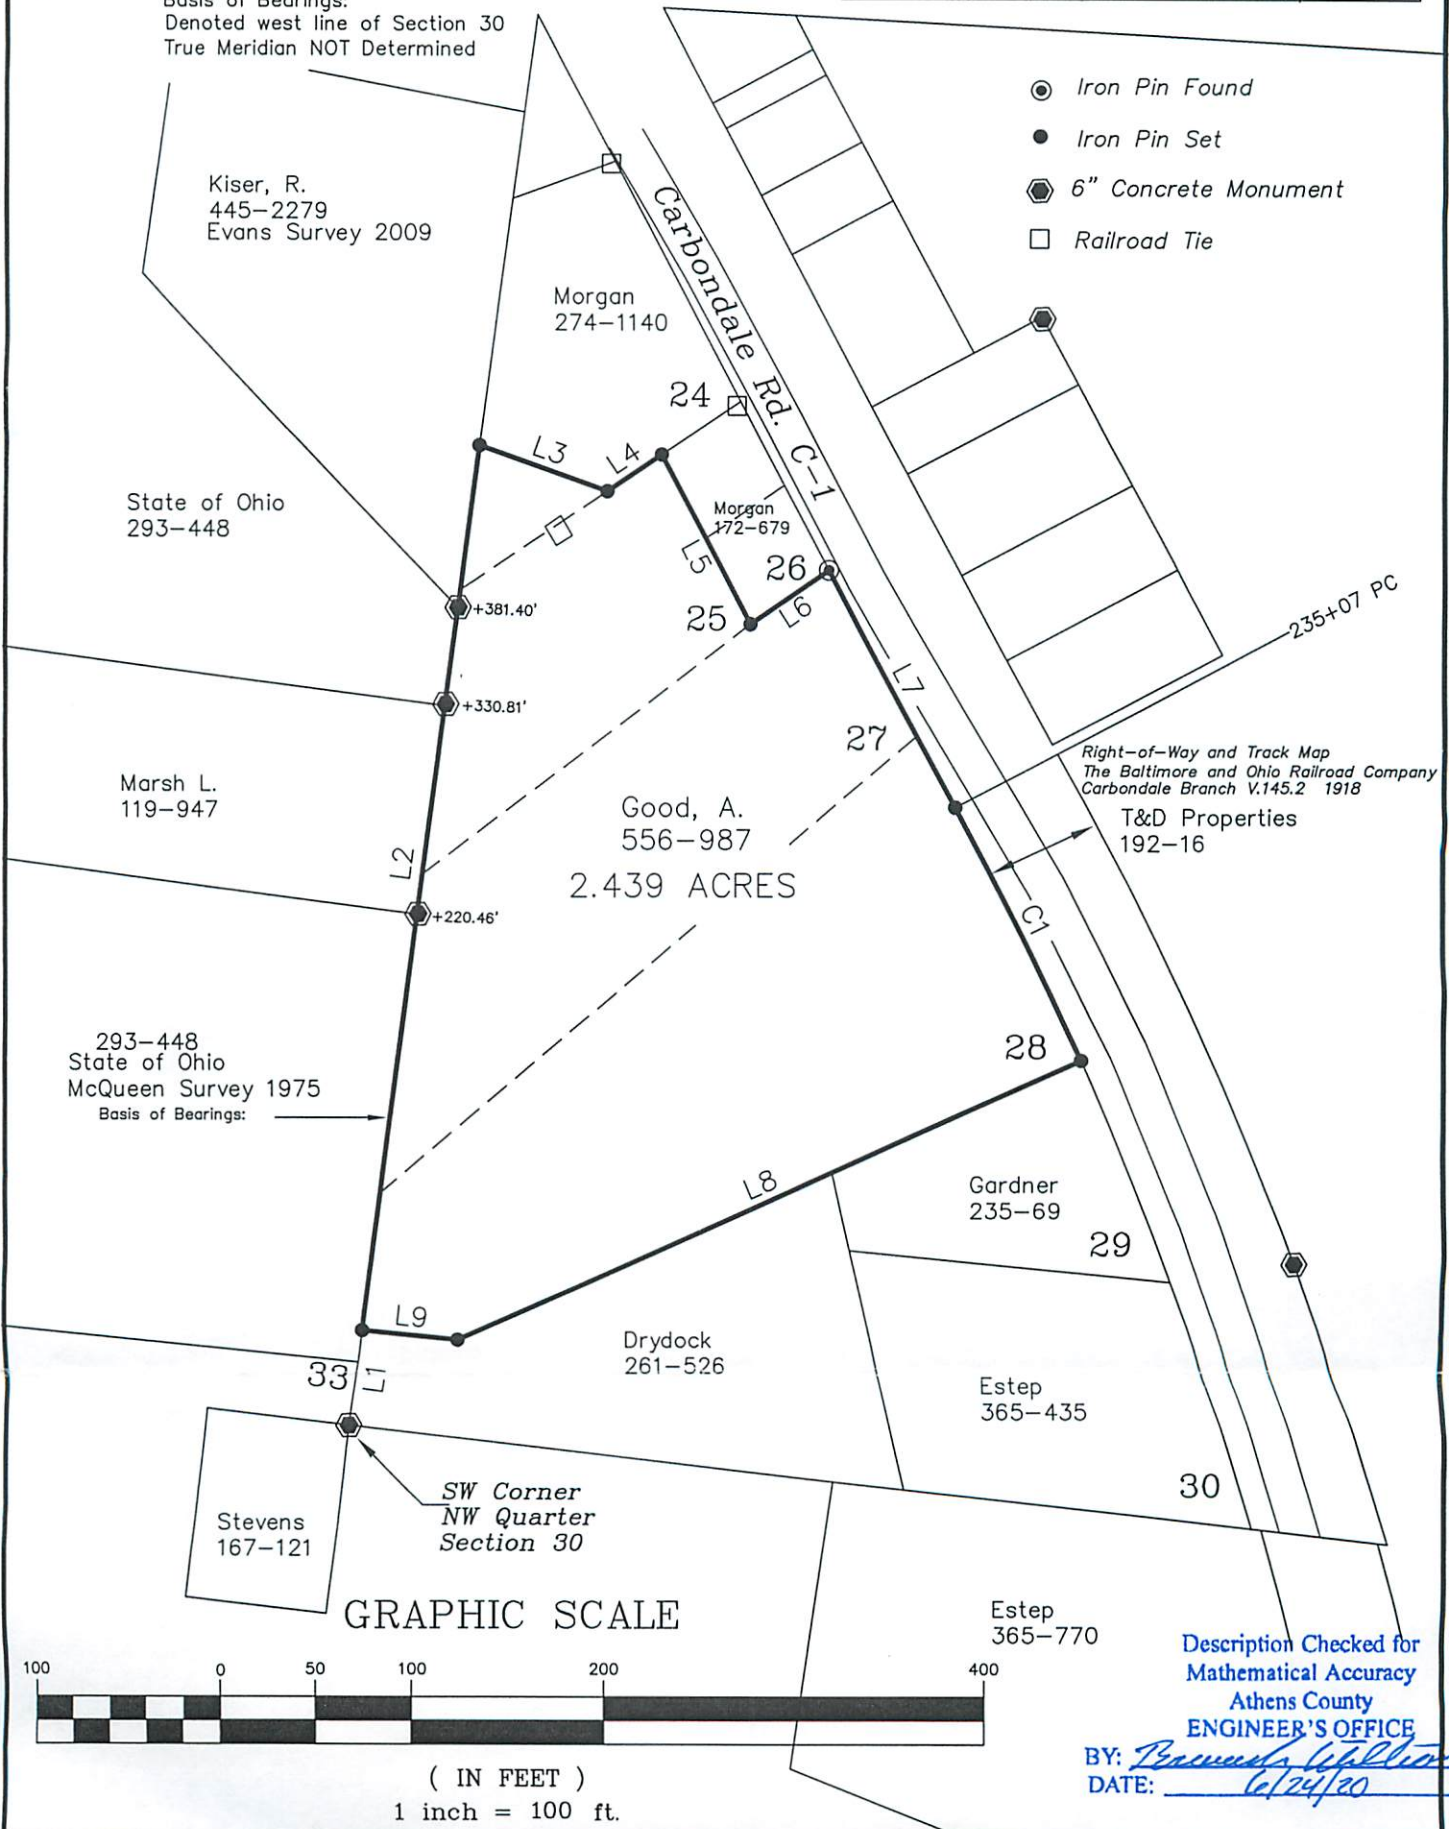 Basis of Bearings:
Denoted west line of Section 30
True Meridian NOT Determined
Iron Pin Found
Iron Pin Set
6" Concrete Monument
Railroad Tie
Kiser, R.
445-2279
Evans Survey 2009
Carbondale Rd. C-1
Morgan
274-1140
24
L3
L4
State of Ohio
293-448
Morgan
172-679
L5
26
25
L6
+381.40'
235+07 PC
L7
+330.81'
27
Right-of-Way and Track Map
The Baltimore and Ohio Railroad Company
Carbondale Branch V.145.2 1918
T&D Properties
192-16
Marsh L.
119-947
Good, A.
556-987
2.439 ACRES
L2
+220.46'
C1
293-448
State of Ohio
McQueen Survey 1975
Basis of Bearings:
28
L8
Gardner
235-69
29
L9
Drydock
261-526
33
L1
Estep
365-435
30
SW Corner
NW Quarter
Section 30
Stevens
167-121
GRAPHIC SCALE
Estep
365-770
100 0 50 100 200 400
( IN FEET )
1 inch = 100 ft.
Description Checked for
Mathematical Accuracy
Athens County
ENGINEER'S OFFICE
BY:
DATE: 6/24/20